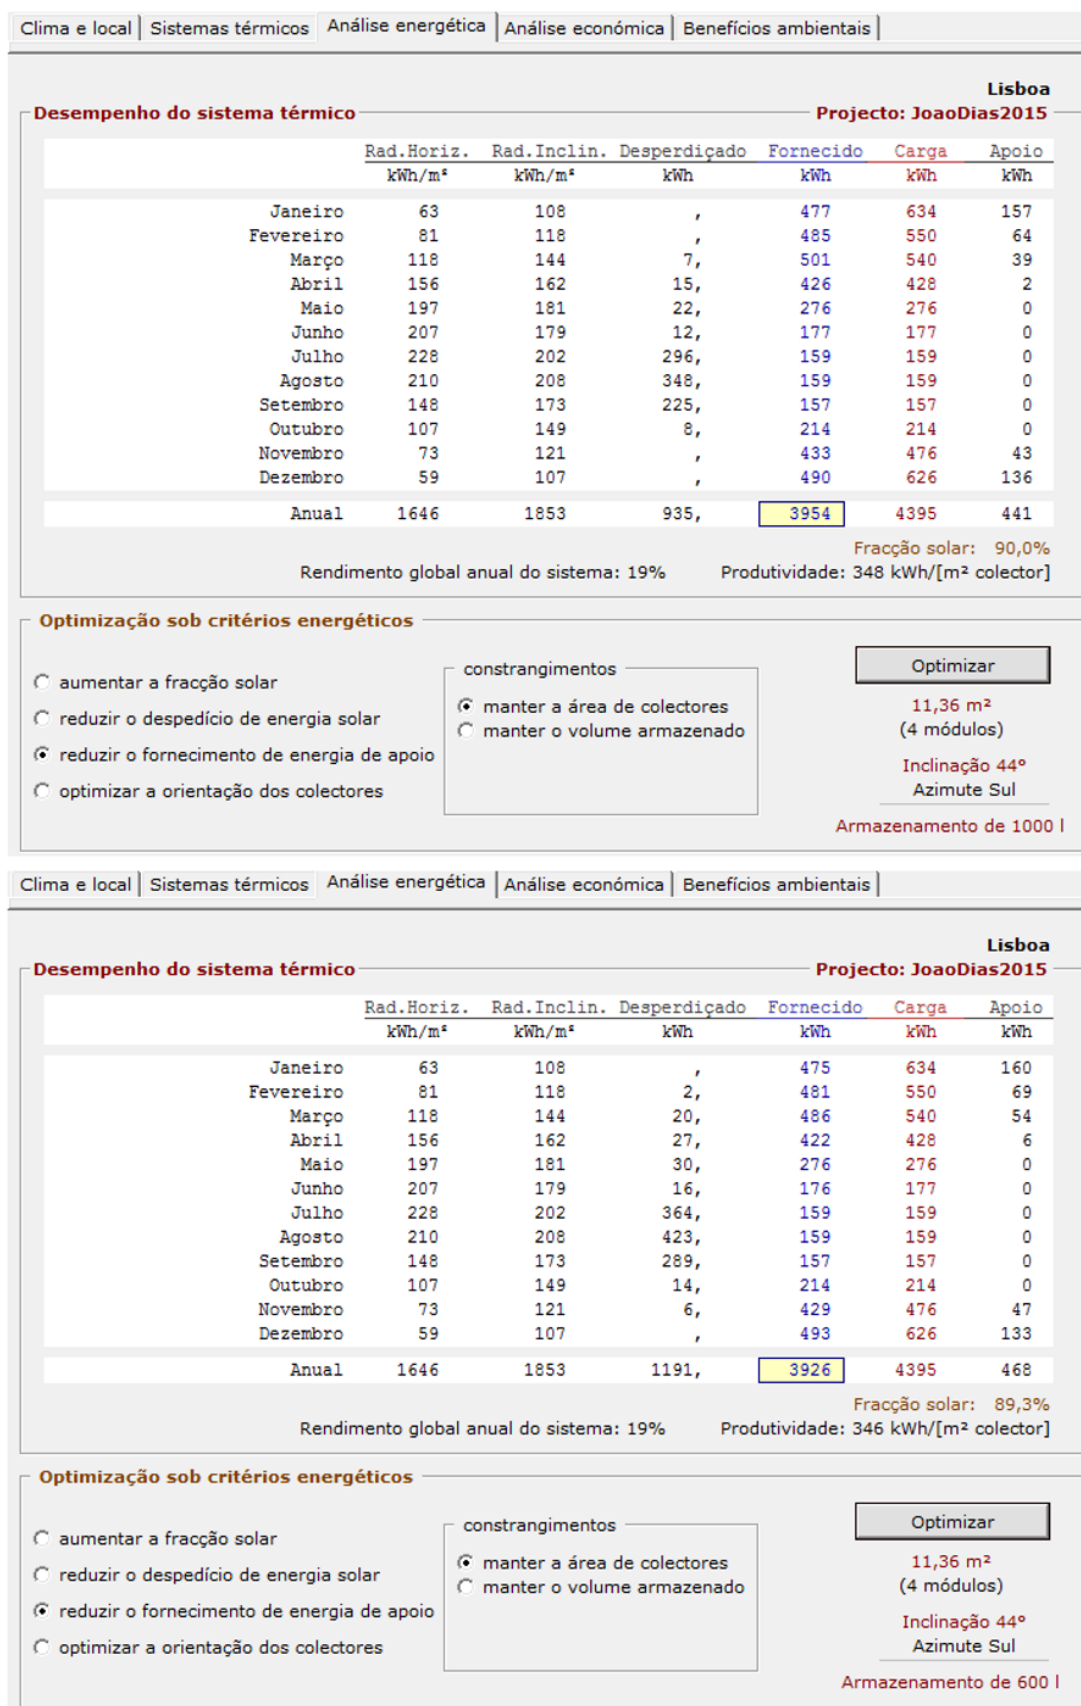 Clima e local Sistemas térmicos Análise energética Análise económica Benefícios ambientais
Lisboa
Desempenho do sistema térmico Projecto: JoaoDias2015
Rad.Horiz. Rad.Inclin. Desperdiçado Fornecido Carga Apoio
kWh/m² kWh/m² kWh kWh kWh kWh
Janeiro 63 108 , 477 634 157
Fevereiro 81 118 , 485 550 64
Março 118 144 7, 501 540 39
Abril 156 162 15, 426 428 2
Maio 197 181 22, 276 276 0
Junho 207 179 12, 177 177 0
Julho 228 202 296, 159 159 0
Agosto 210 208 348, 159 159 0
Setembro 148 173 225, 157 157 0
Outubro 107 149 8, 214 214 0
Novembro 73 121 , 433 476 43
Dezembro 59 107 , 490 626 136
Anual 1646 1853 935, 3954 4395 441
Fracção solar: 90,0%
Rendimento global anual do sistema: 19% Produtividade: 348 kWh/[m² colector]
Optimização sob critérios energéticos
aumentar a fracção solar
reduzir o despedício de energia solar
reduzir o fornecimento de energia de apoio
optimizar a orientação dos colectores
constrangimentos
manter a área de colectores
manter o volume armazenado
Optimizar
11,36 m²
(4 módulos)
Inclinação 44°
Azimute Sul
Armazenamento de 1000 l
Clima e local Sistemas térmicos Análise energética Análise económica Benefícios ambientais
Lisboa
Desempenho do sistema térmico Projecto: JoaoDias2015
Rad.Horiz. Rad.Inclin. Desperdiçado Fornecido Carga Apoio
kWh/m² kWh/m² kWh kWh kWh kWh
Janeiro 63 108 , 475 634 160
Fevereiro 81 118 2, 481 550 69
Março 118 144 20, 486 540 54
Abril 156 162 27, 422 428 6
Maio 197 181 30, 276 276 0
Junho 207 179 16, 176 177 0
Julho 228 202 364, 159 159 0
Agosto 210 208 423, 159 159 0
Setembro 148 173 289, 157 157 0
Outubro 107 149 14, 214 214 0
Novembro 73 121 6, 429 476 47
Dezembro 59 107 , 493 626 133
Anual 1646 1853 1191, 3926 4395 468
Fracção solar: 89,3%
Rendimento global anual do sistema: 19% Produtividade: 346 kWh/[m² colector]
Optimização sob critérios energéticos
aumentar a fracção solar
reduzir o despedício de energia solar
reduzir o fornecimento de energia de apoio
optimizar a orientação dos colectores
constrangimentos
manter a área de colectores
manter o volume armazenado
Optimizar
11,36 m²
(4 módulos)
Inclinação 44°
Azimute Sul
Armazenamento de 600 l